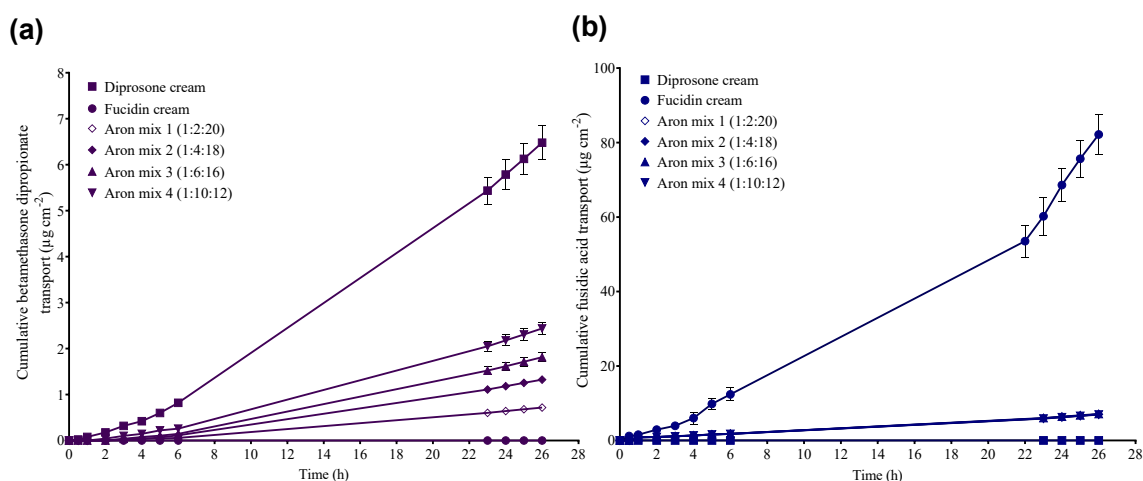 (a)
8
7
6
5
4
3
2
1
0
Cumulative betamethasone dipropionate
transport (µg cm⁻²)
Diprosone cream
Fucidin cream
Aron mix 1 (1:2:20)
Aron mix 2 (1:4:18)
Aron mix 3 (1:6:16)
Aron mix 4 (1:10:12)
0 2 4 6 8 10 12 14 16 18 20 22 24 26 28
Time (h)
(b)
100
80
60
40
20
0
Cumulative fusidic acid transport (µg cm⁻²)
Diprosone cream
Fucidin cream
Aron mix 1 (1:2:20)
Aron mix 2 (1:4:18)
Aron mix 3 (1:6:16)
Aron mix 4 (1:10:12)
0 2 4 6 8 10 12 14 16 18 20 22 24 26 28
Time (h)